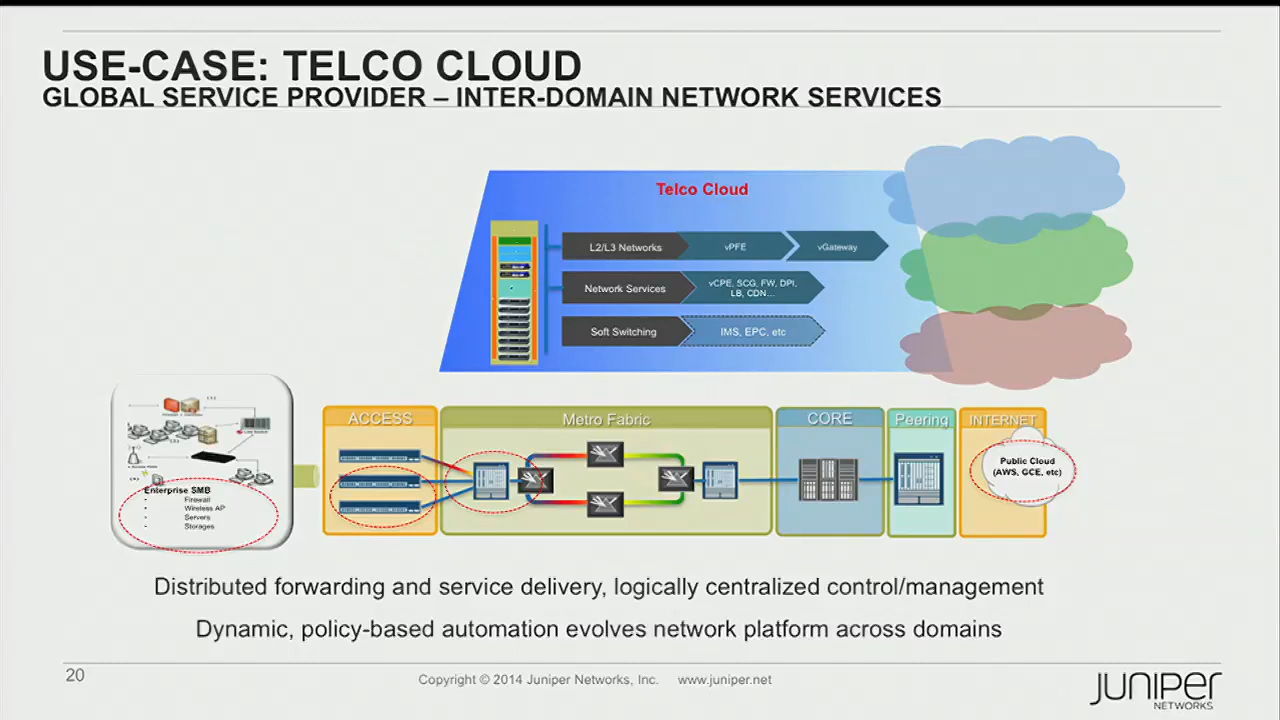 USE-CASE: TELCO CLOUD
GLOBAL SERVICE PROVIDER – INTER-DOMAIN NETWORK SERVICES
Telco Cloud
L2/L3 Networks
vPFE
vGateway
Network Services
vCPE, SCG, FW, DPI,
LB, CDN…
Soft Switching
IMS, EPC, etc
ACCESS
Metro Fabric
CORE
Peering
INTERNET
Public Cloud
(AWS, GCE, etc)
Enterprise SMB
Firewall
Wireless AP
Servers
Storages
Distributed forwarding and service delivery, logically centralized control/management
Dynamic, policy-based automation evolves network platform across domains
20
Copyright © 2014 Juniper Networks, Inc. www.juniper.net
JUNIPER
NETWORKS